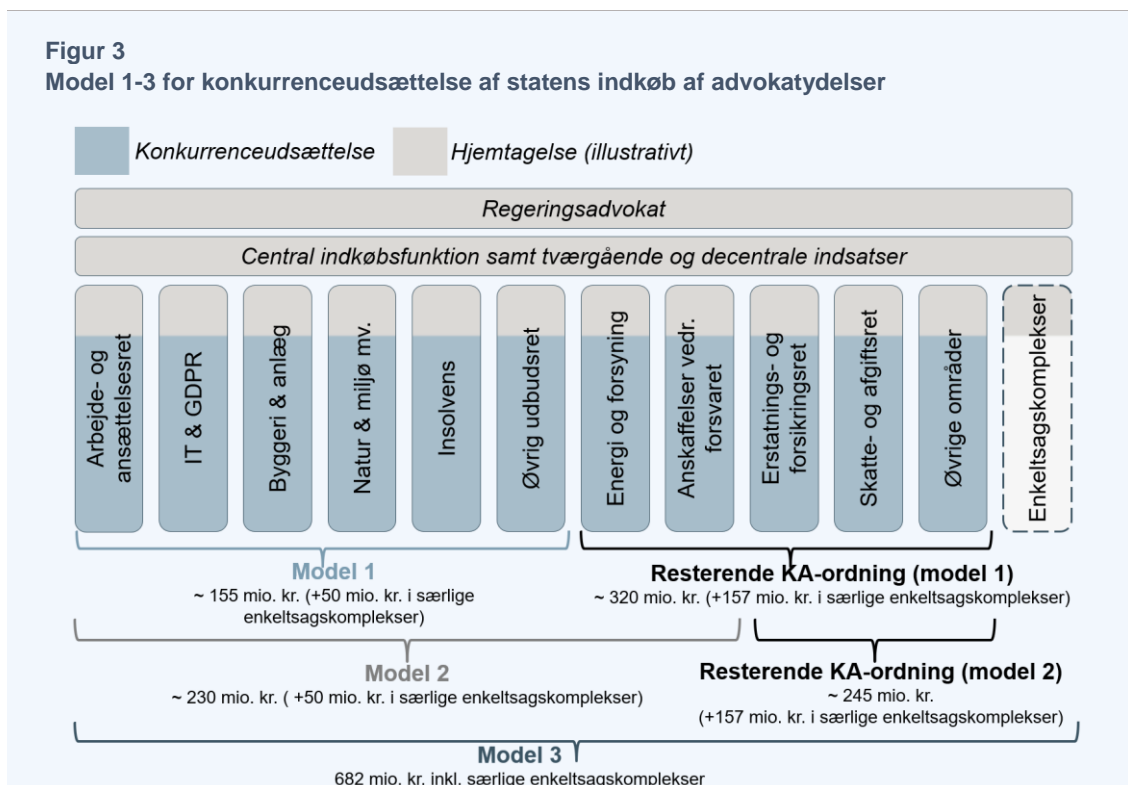 Figur 3
Model 1-3 for konkurrenceudsættelse af statens indkøb af advokatydelser
Konkurrenceudsættelse
Hjemtagelse (illustrativt)
Regeringsadvokat
Central indkøbsfunktion samt tværgående og decentrale indsatser
Arbejde- og
ansættelsesret
IT & GDPR
Byggeri & anlæg
Natur & miljø mv.
Insolvens
Øvrig udbudsret
Energi og forsyning
Anskaffelser vedr.
forsvaret
Erstatnings- og
forsikringsret
Skatte- og afgiftsret
Øvrige områder
Enkeltsagskomplekser
Model 1
~ 155 mio. kr. (+50 mio. kr. i særlige
enkeltsagskomplekser)
Resterende KA-ordning (model 1)
~ 320 mio. kr. (+157 mio. kr. i særlige enkeltsagskomplekser)
Model 2
~ 230 mio. kr. ( +50 mio. kr. i særlige enkeltsagskomplekser)
Resterende KA-ordning (model 2)
~ 245 mio. kr.
(+157 mio. kr. i særlige enkeltsagskomplekser)
Model 3
682 mio. kr. inkl. særlige enkeltsagskomplekser